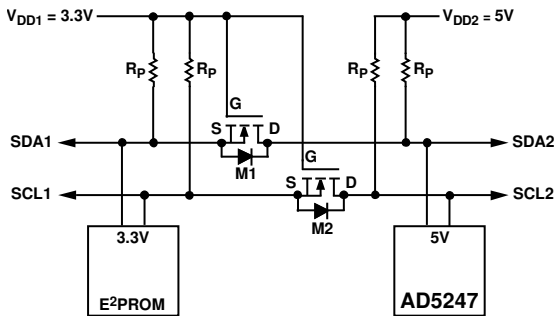 VDD1 = 3.3V
VDD2 = 5V
RP RP RP RP
G
SDA1 S D SDA2
M1
G
SCL1 S D SCL2
M2
3.3V 5V
E²PROM AD5247